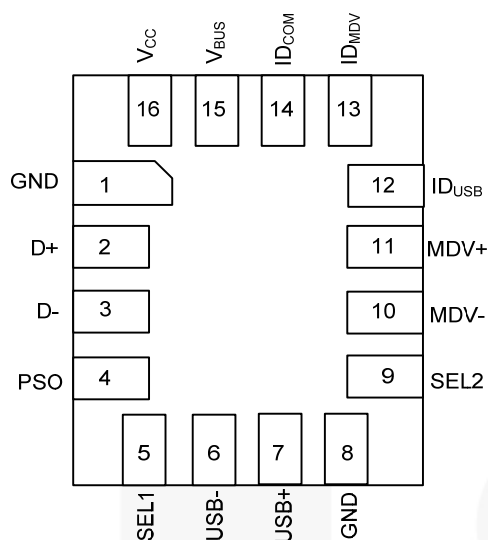 VCC VBUS IDCOM IDMDV
16 15 14 13
GND 1 12 IDUSB
D+ 2 11 MDV+
D- 3 10 MDV-
PSO 4 9 SEL2
5 6 7 8
SEL1 USB- USB+ GND